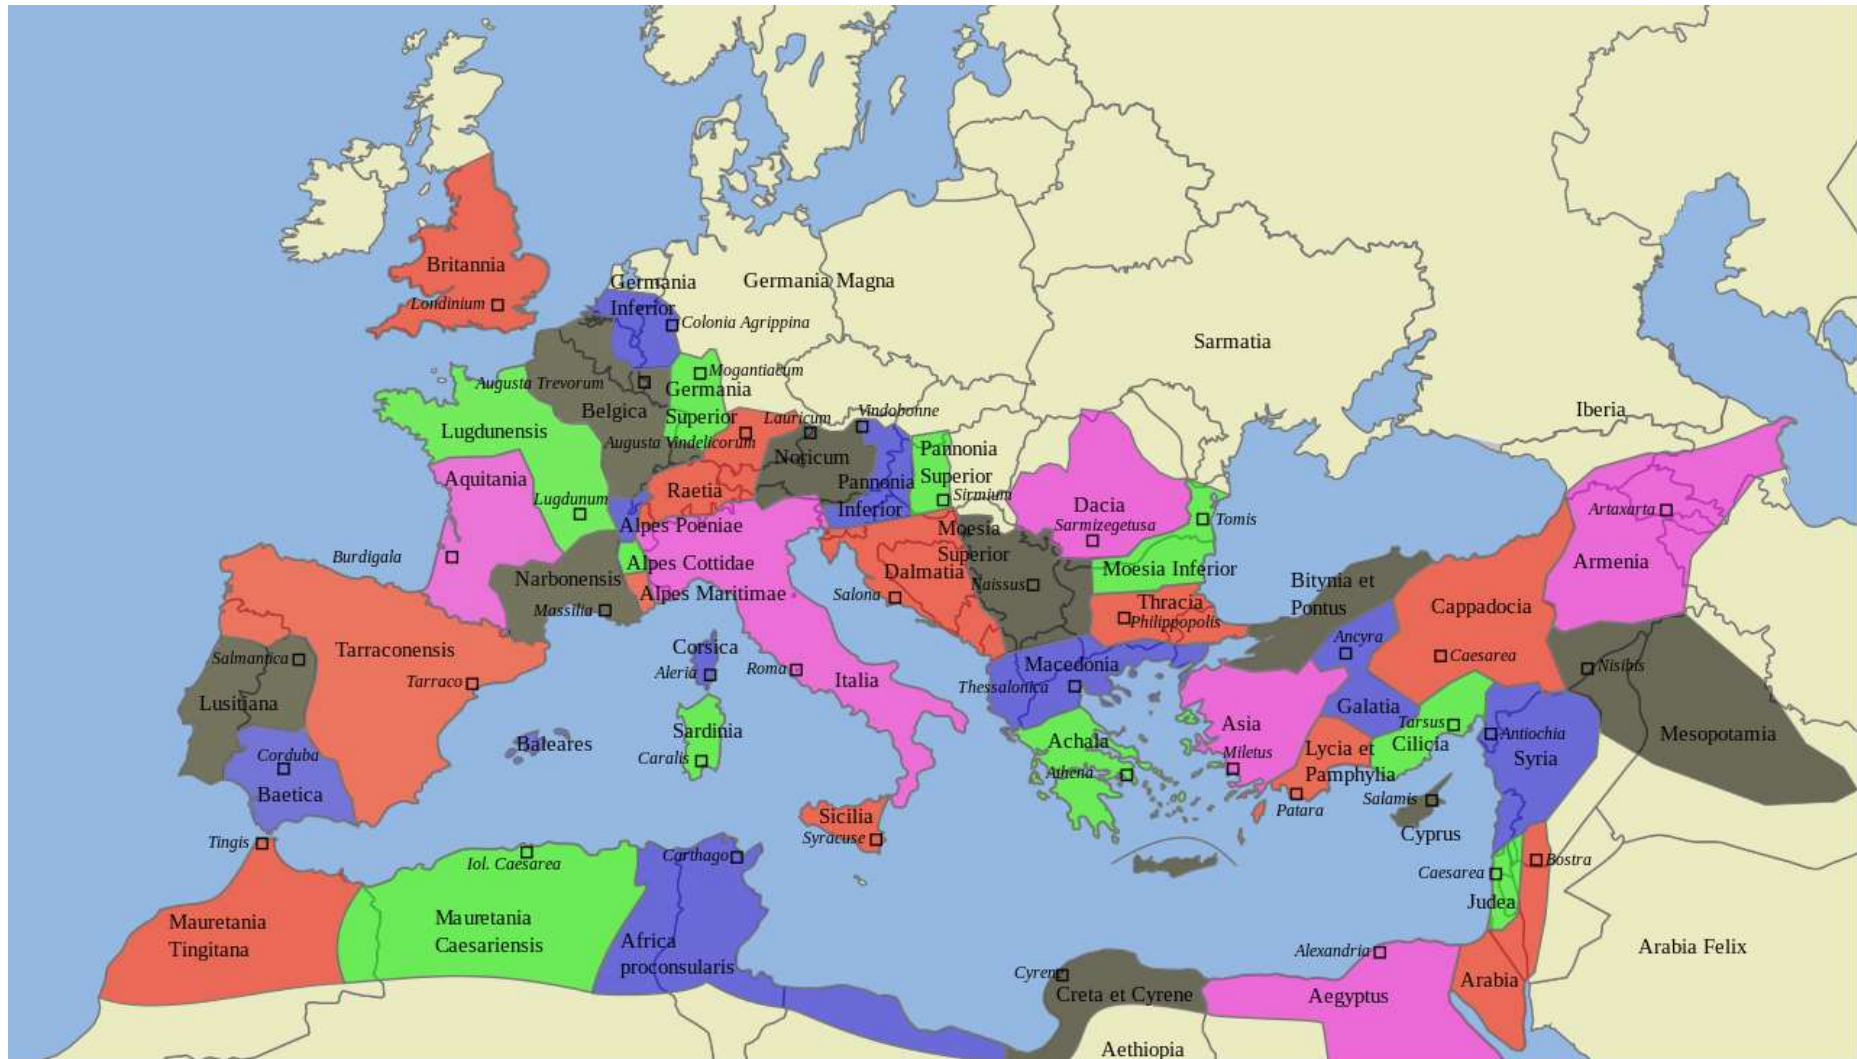 Britannia
Londinium
Germania
Inferior
Germania Magna
Colonia Agrippina
Sarmatia
Mogantiacum
Augusta Trevorum
Germania
Superior
Belgica
Lauricum
Vindobonne
Iberia
Lugdunensis
Augusta Vindelicorum
Noricum
Pannonia
Superior
Aquitania
Raetia
Pannonia
Inferior
Lugdunum
Sirmium
Dacia
Sarmizegetusa
Tomis
Artaxarta
Alpes Poeniae
Moesia
Superior
Burdigala
Alpes Cottidae
Dalmatia
Moesia Inferior
Armenia
Narbonensis
Naissus
Bitynia et
Pontus
Alpes Maritimae
Salona
Thracia
Philippopolis
Cappadocia
Massilia
Ancyra
Tarraconensis
Corsica
Salmantica
Macedonia
Caesarea
Nisibis
Aleria
Roma
Italia
Tarraco
Thessalonica
Lusitiana
Galatia
Asia
Tarsus
Sardinia
Achala
Antiochia
Mesopotamia
Baleares
Cilicia
Lycia et
Pamphylia
Miletus
Syria
Corduba
Caralis
Athena
Baetica
Salamis
Patara
Sicilia
Cyprus
Syracuse
Tingis
Carthago
Iol. Caesarea
Bostra
Caesarea
Judea
Mauretania
Tingitana
Mauretania
Caesariensis
Africa
proconsularis
Alexandria
Arabia Felix
Cyrene
Creta et Cyrene
Aegyptus
Arabia
Aethiopia